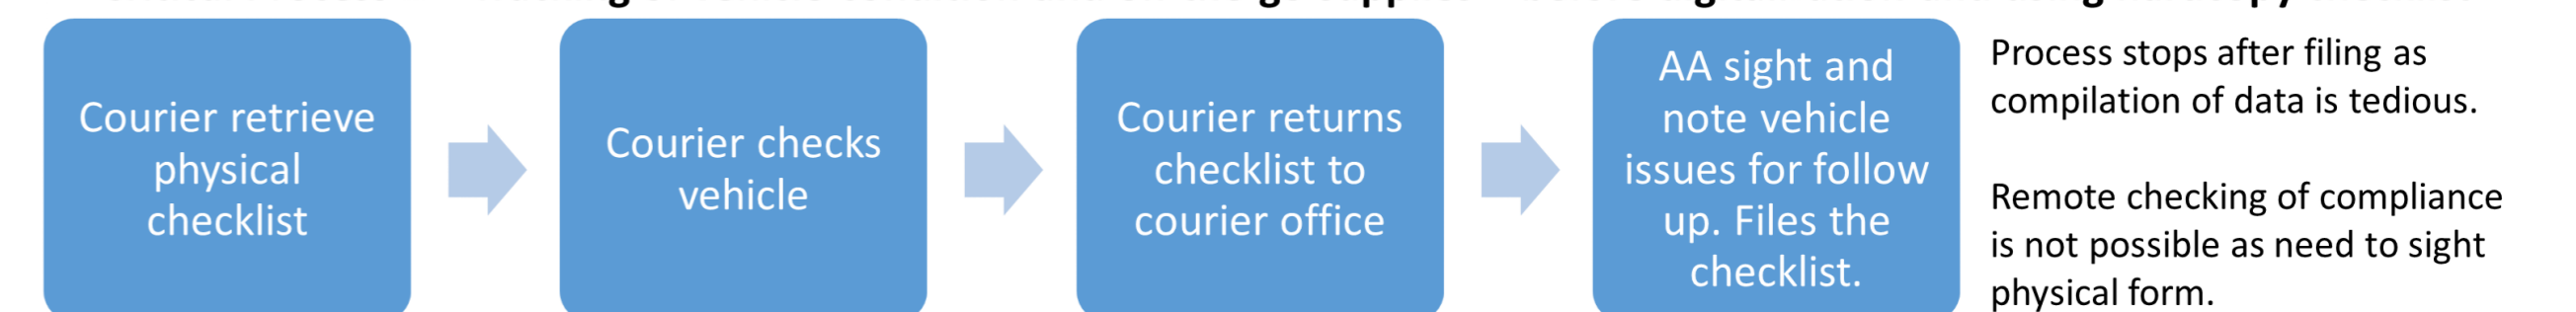 Courier retrieve
physical
checklist
Courier checks
vehicle
Courier returns
checklist to
courier office
AA sight and
note vehicle
issues for follow
up. Files the
checklist.
Process stops after filing as
compilation of data is tedious.
Remote checking of compliance
is not possible as need to sight
physical form.